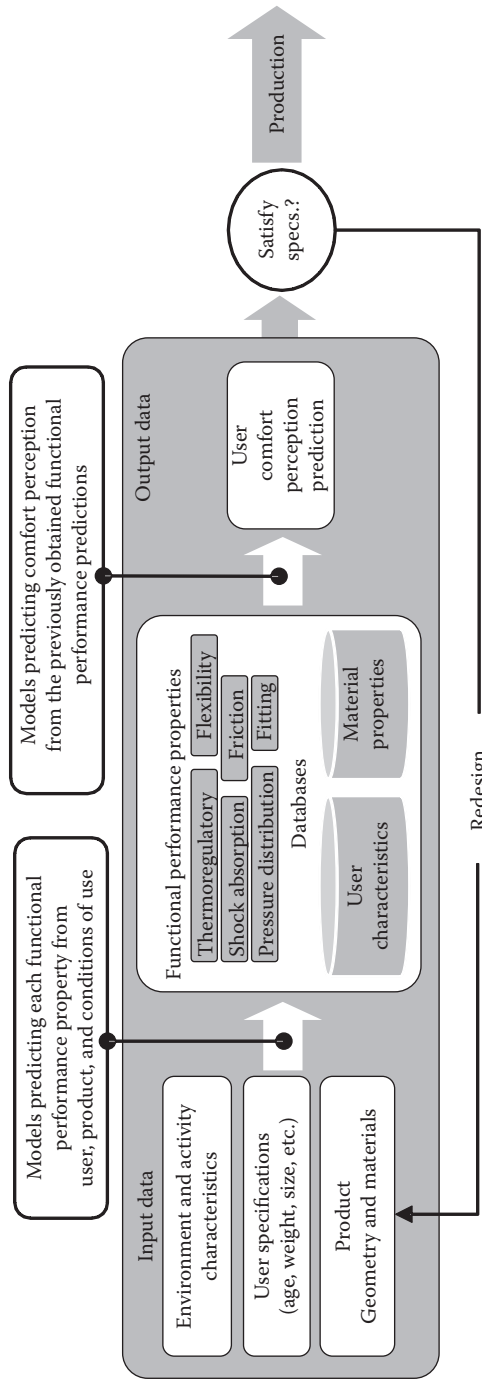 Models predicting each functional
performance property from
user, product, and conditions of use
Models predicting comfort perception
from the previously obtained functional
performance predictions
Input data
Environment and activity
characteristics
User specifications
(age, weight, size, etc.)
Product
Geometry and materials
Functional performance properties
Thermoregulatory
Flexibility
Shock absorption
Friction
Pressure distribution
Fitting
Databases
User
characteristics
Material
properties
Output data
User
comfort
perception
prediction
Satisfy
specs.?
Production
Redesign